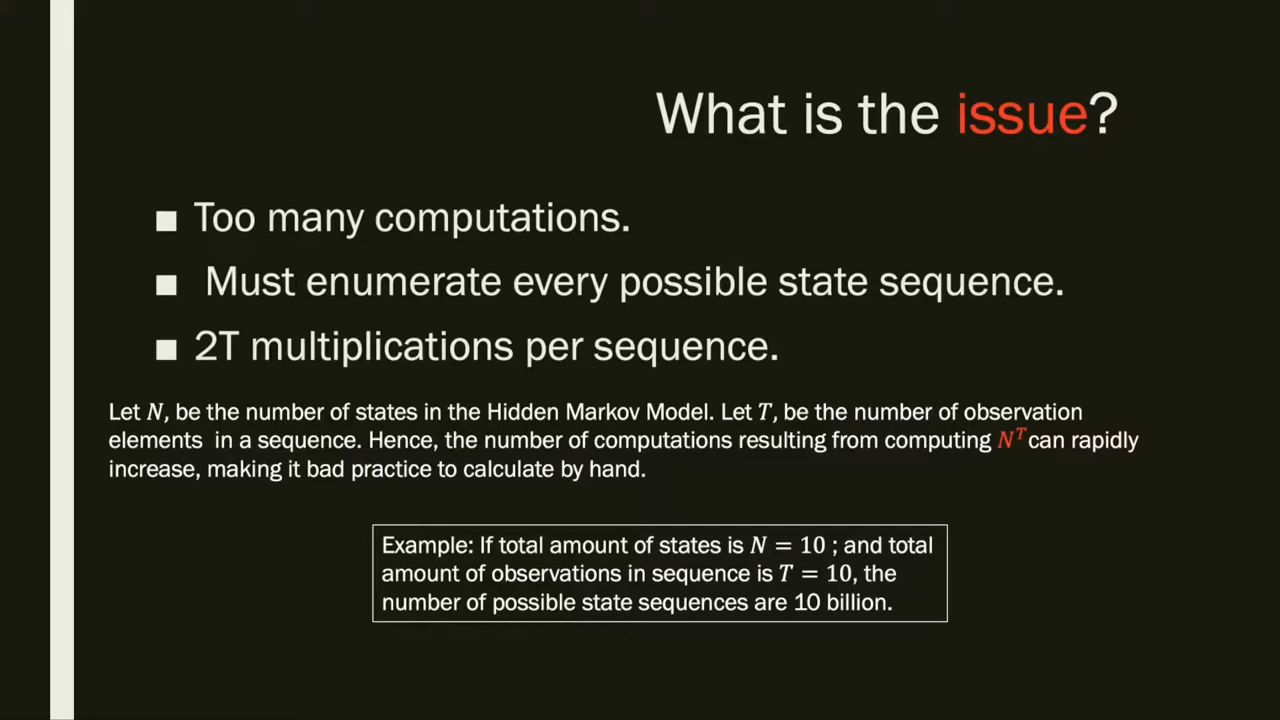 What is the issue?
■ Too many computations.
■ Must enumerate every possible state sequence.
■ 2T multiplications per sequence.
Let N, be the number of states in the Hidden Markov Model. Let T, be the number of observation
elements in a sequence. Hence, the number of computations resulting from computing N^T can rapidly
increase, making it bad practice to calculate by hand.
Example: If total amount of states is N = 10 ; and total
amount of observations in sequence is T = 10, the
number of possible state sequences are 10 billion.